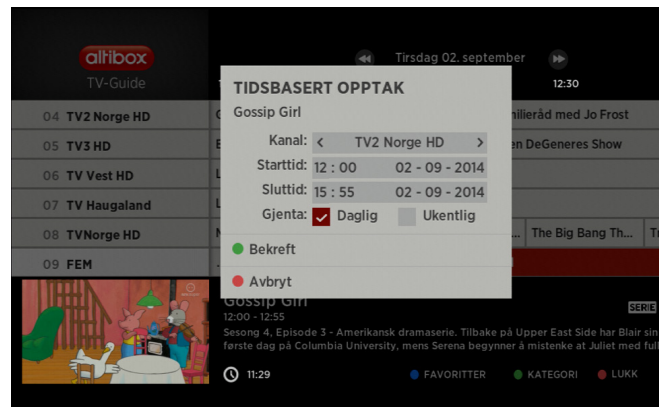 altibox
TV-Guide
Tirsdag 02. september
12:30
TIDSBASERT OPPTAK
Gossip Girl
Kanal: < TV2 Norge HD >
Starttid: 12 : 00 02 - 09 - 2014
Sluttid: 15 : 55 02 - 09 - 2014
Gjenta: Daglig Ukentlig
Bekreft
Avbryt
04 TV2 Norge HD
milieråd med Jo Frost
05 TV3 HD
en DeGeneres Show
06 TV Vest HD
07 TV Haugaland
08 TVNorge HD
... The Big Bang Th...
09 FEM
Gossip Girl
SERIE
12:00 - 12:55
Sesong 4, Episode 3 - Amerikansk dramaserie. Tilbake på Upper East Side har Blair sin
første dag på Columbia University, mens Serena begynner å mistenke at Juliet med full
11:29
FAVORITTER KATEGORI LUKK